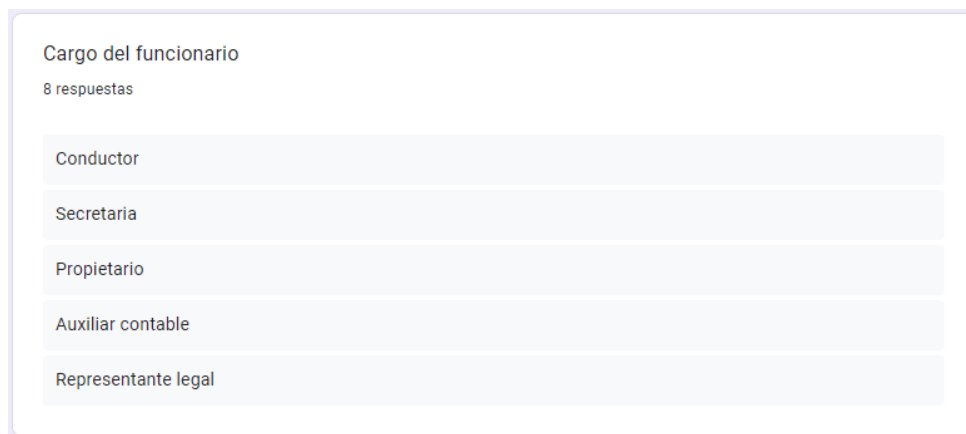 Cargo del funcionario
8 respuestas
Conductor
Secretaria
Propietario
Auxiliar contable
Representante legal